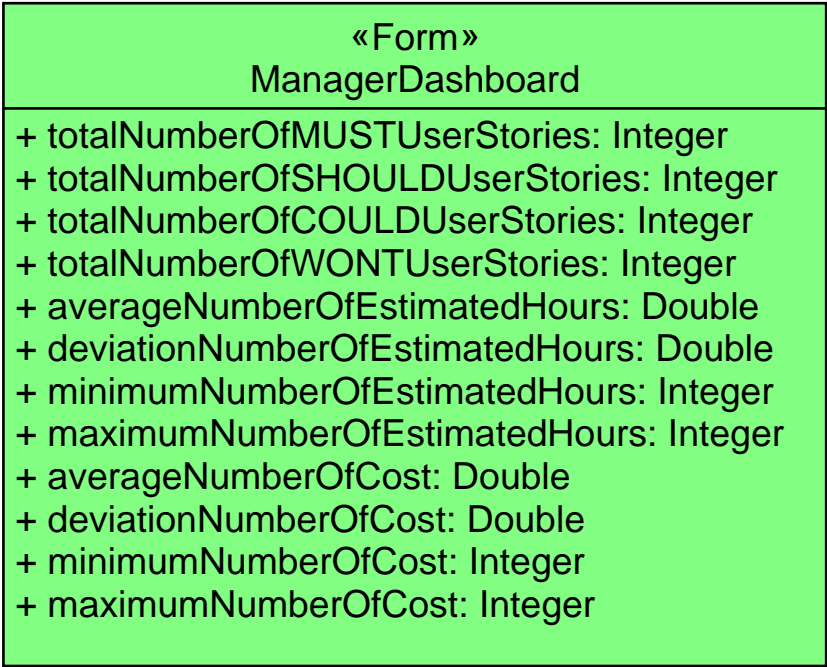 «Form»
ManagerDashboard
+ totalNumberOfMUSTUserStories: Integer
+ totalNumberOfSHOULDUserStories: Integer
+ totalNumberOfCOULDUserStories: Integer
+ totalNumberOfWONTUserStories: Integer
+ averageNumberOfEstimatedHours: Double
+ deviationNumberOfEstimatedHours: Double
+ minimumNumberOfEstimatedHours: Integer
+ maximumNumberOfEstimatedHours: Integer
+ averageNumberOfCost: Double
+ deviationNumberOfCost: Double
+ minimumNumberOfCost: Integer
+ maximumNumberOfCost: Integer